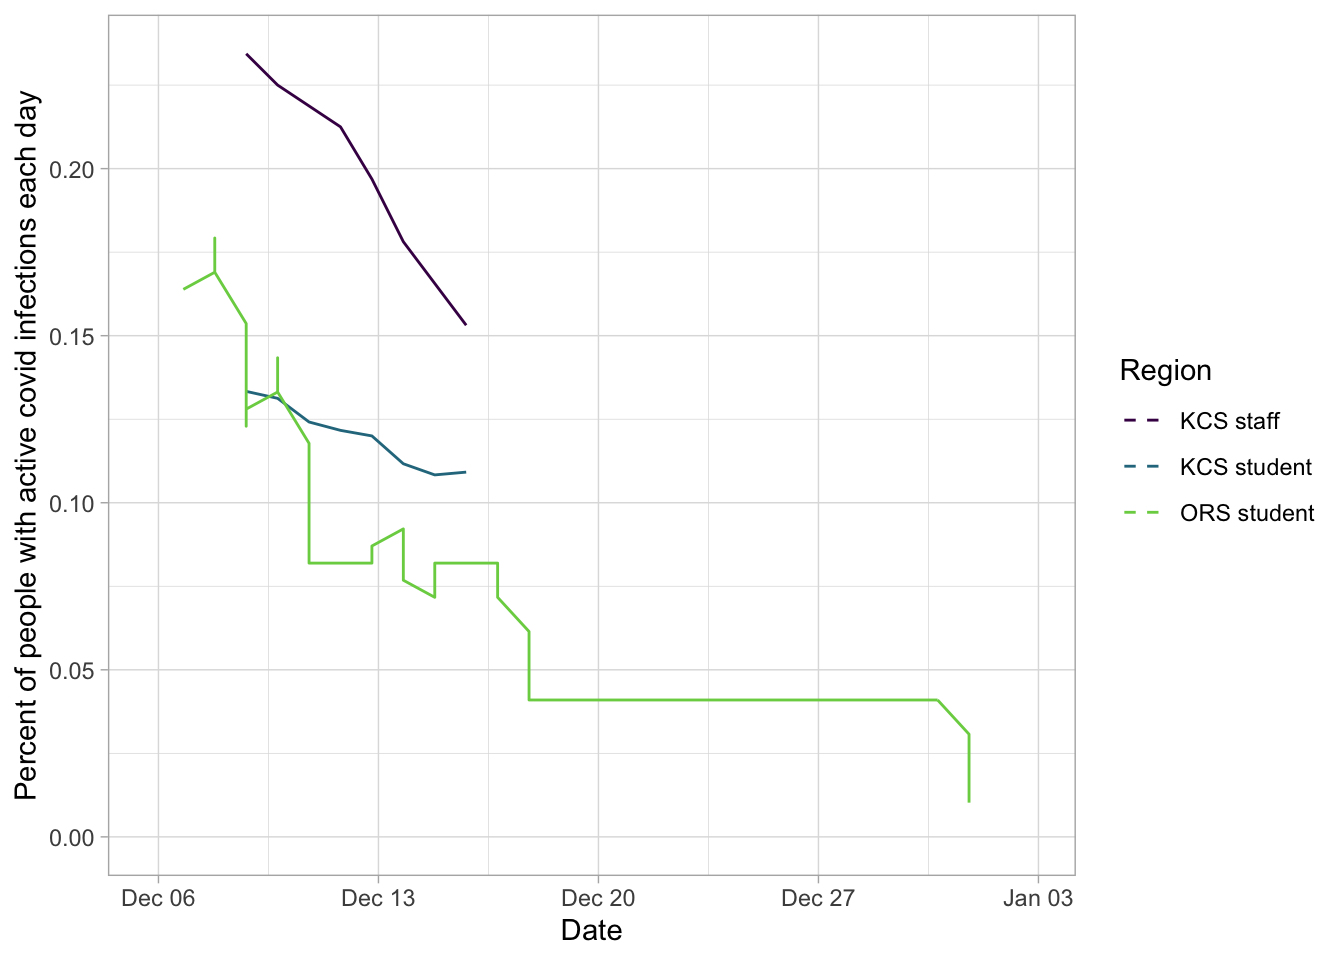 Percent of people with active covid infections each day
0.20
0.15
0.10
0.05
0.00
Dec 06
Dec 13
Dec 20
Dec 27
Jan 03
Date
Region
KCS staff
KCS student
ORS student